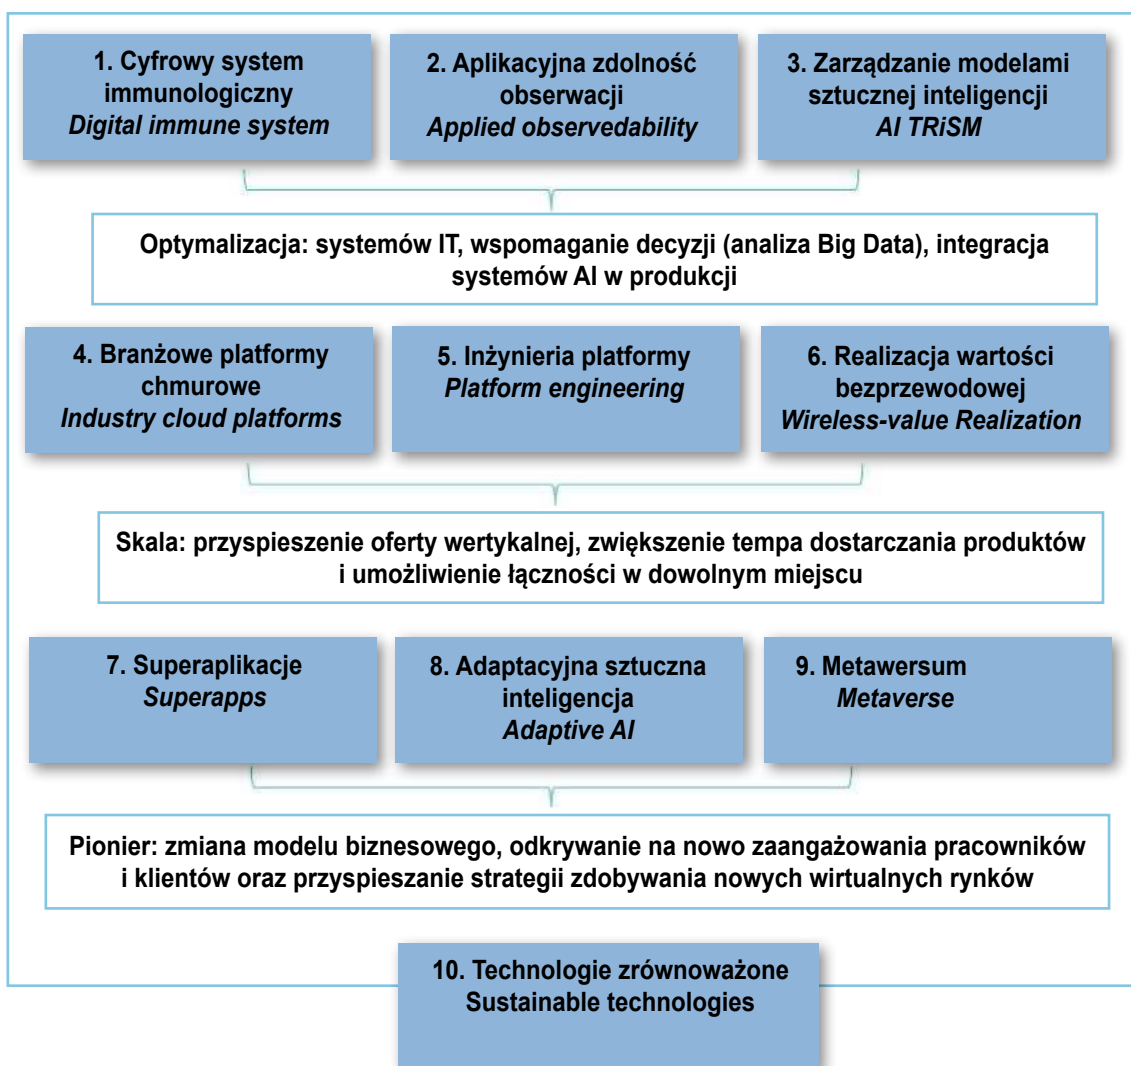 1. Cyfrowy system
immunologiczny
Digital immune system
2. Aplikacyjna zdolność
obserwacji
Applied observedability
3. Zarządzanie modelami
sztucznej inteligencji
AI TRiSM
Optymalizacja: systemów IT, wspomaganie decyzji (analiza Big Data), integracja
systemów AI w produkcji
4. Branżowe platformy
chmurowe
Industry cloud platforms
5. Inżynieria platformy
Platform engineering
6. Realizacja wartości
bezprzewodowej
Wireless-value Realization
Skala: przyspieszenie oferty wertykalnej, zwiększenie tempa dostarczania produktów
i umożliwienie łączności w dowolnym miejscu
7. Superaplikacje
Superapps
8. Adaptacyjna sztuczna
inteligencja
Adaptive AI
9. Metawersum
Metaverse
Pionier: zmiana modelu biznesowego, odkrywanie na nowo zaangażowania pracowników
i klientów oraz przyspieszanie strategii zdobywania nowych wirtualnych rynków
10. Technologie zrównoważone
Sustainable technologies